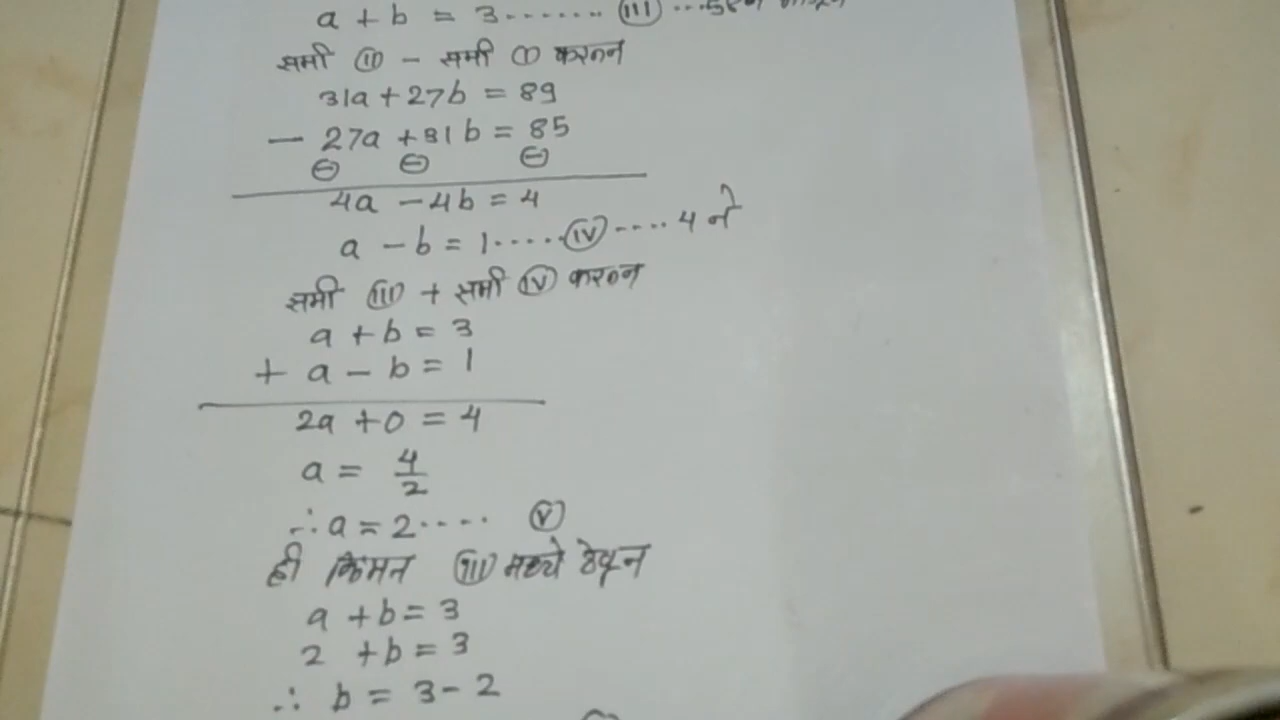 a + b = 3....... (III) ...
समी (II) - समी (I) करून
31a + 27b = 89
- 27a + 31b = 85
⊖ ⊖ ⊖
4a - 4b = 4
a - b = 1..... (IV) .... 4 ने
समी (III) + समी (IV) करून
a + b = 3
+ a - b = 1
2a + 0 = 4
a = 4/2
∴ a = 2.... (V)
ही किंमत (III) मध्ये ठेवून
a + b = 3
2 + b = 3
∴ b = 3 - 2